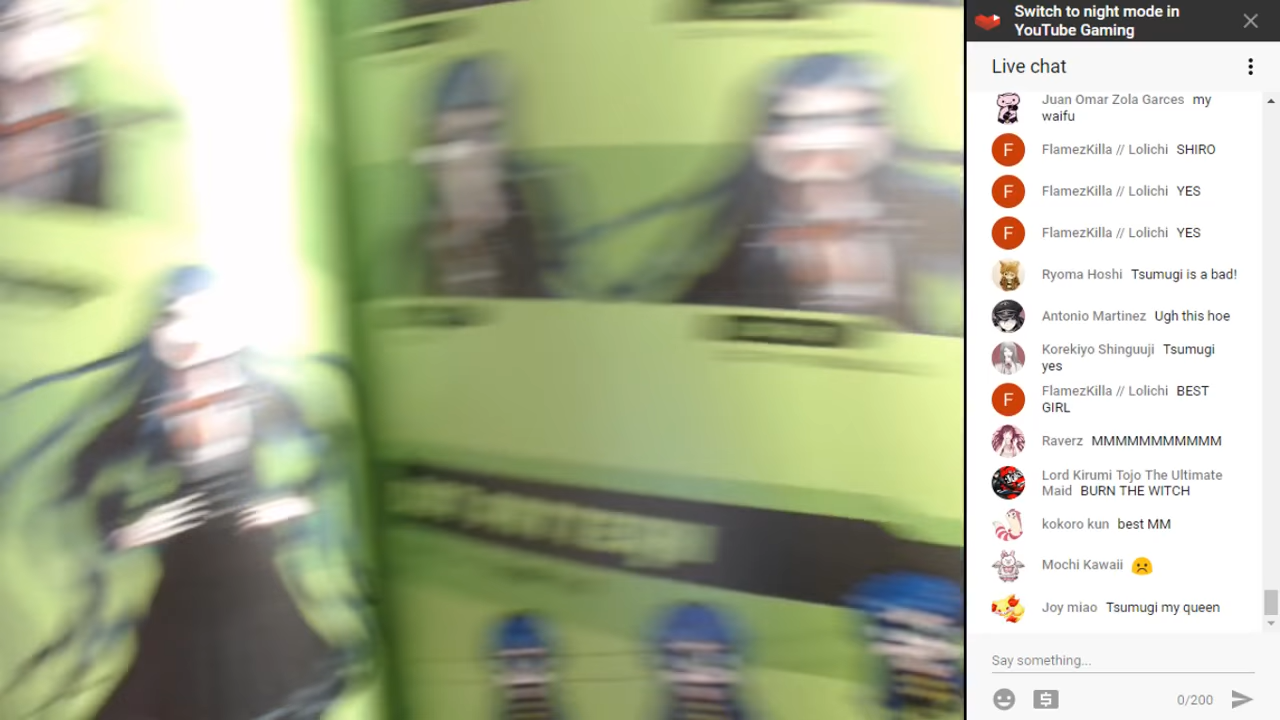 Switch to night mode in
YouTube Gaming
Live chat
Juan Omar Zola Garces my
waifu
F FlamezKilla // Lolichi SHIRO
F FlamezKilla // Lolichi YES
F FlamezKilla // Lolichi YES
Ryoma Hoshi Tsumugi is a bad!
Antonio Martinez Ugh this hoe
Korekiyo Shinguuji Tsumugi
yes
F FlamezKilla // Lolichi BEST
GIRL
Raverz MMMMMMMMMMM
Lord Kirumi Tojo The Ultimate
Maid BURN THE WITCH
kokoro kun best MM
Mochi Kawaii
Joy miao Tsumugi my queen
Say something...
0/200